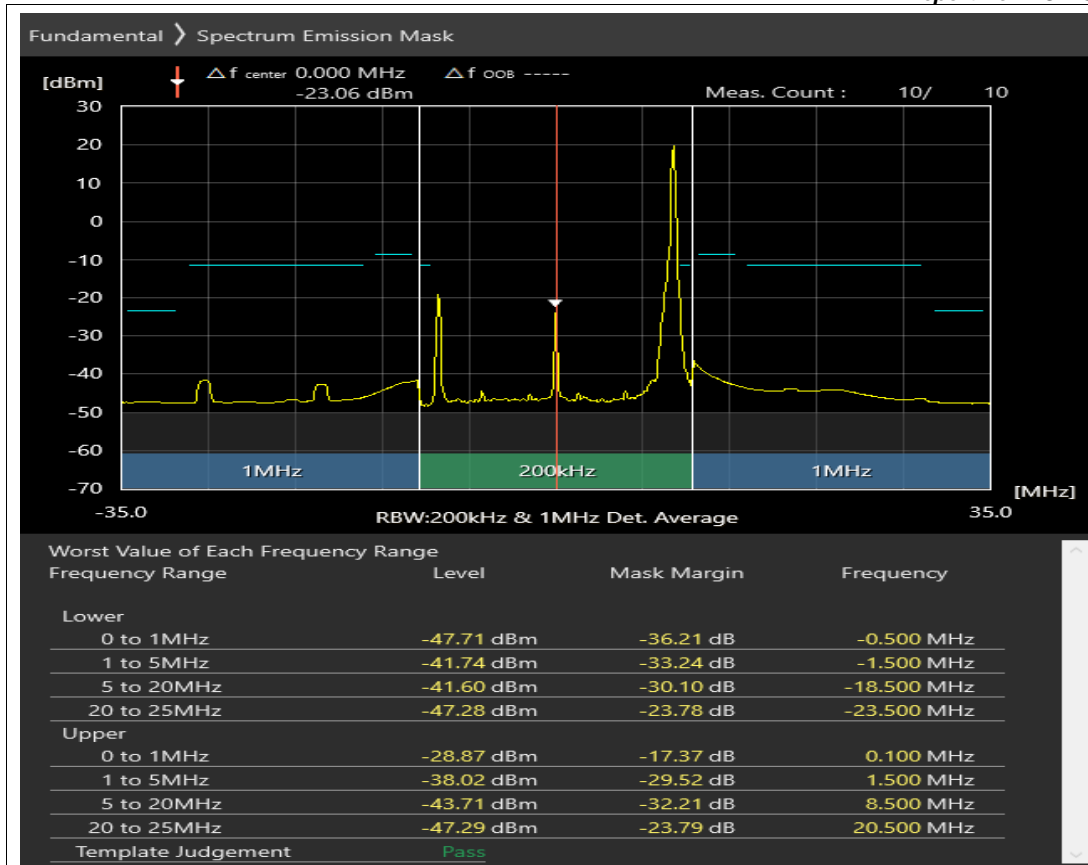 Fundamental 〉 Spectrum Emission Mask
[dBm] △f center 0.000 MHz △f OOB -----
-23.06 dBm Meas. Count : 10/ 10
30
20
10
0
-10
-20
-30
-40
-50
-60
1MHz 200kHz 1MHz
-70
[MHz]
-35.0 RBW:200kHz & 1MHz Det. Average 35.0
Worst Value of Each Frequency Range
Frequency Range Level Mask Margin Frequency
Lower
0 to 1MHz -47.71 dBm -36.21 dB -0.500 MHz
1 to 5MHz -41.74 dBm -33.24 dB -1.500 MHz
5 to 20MHz -41.60 dBm -30.10 dB -18.500 MHz
20 to 25MHz -47.28 dBm -23.78 dB -23.500 MHz
Upper
0 to 1MHz -28.87 dBm -17.37 dB 0.100 MHz
1 to 5MHz -38.02 dBm -29.52 dB 1.500 MHz
5 to 20MHz -43.71 dBm -32.21 dB 8.500 MHz
20 to 25MHz -47.29 dBm -23.79 dB 20.500 MHz
Template Judgement Pass